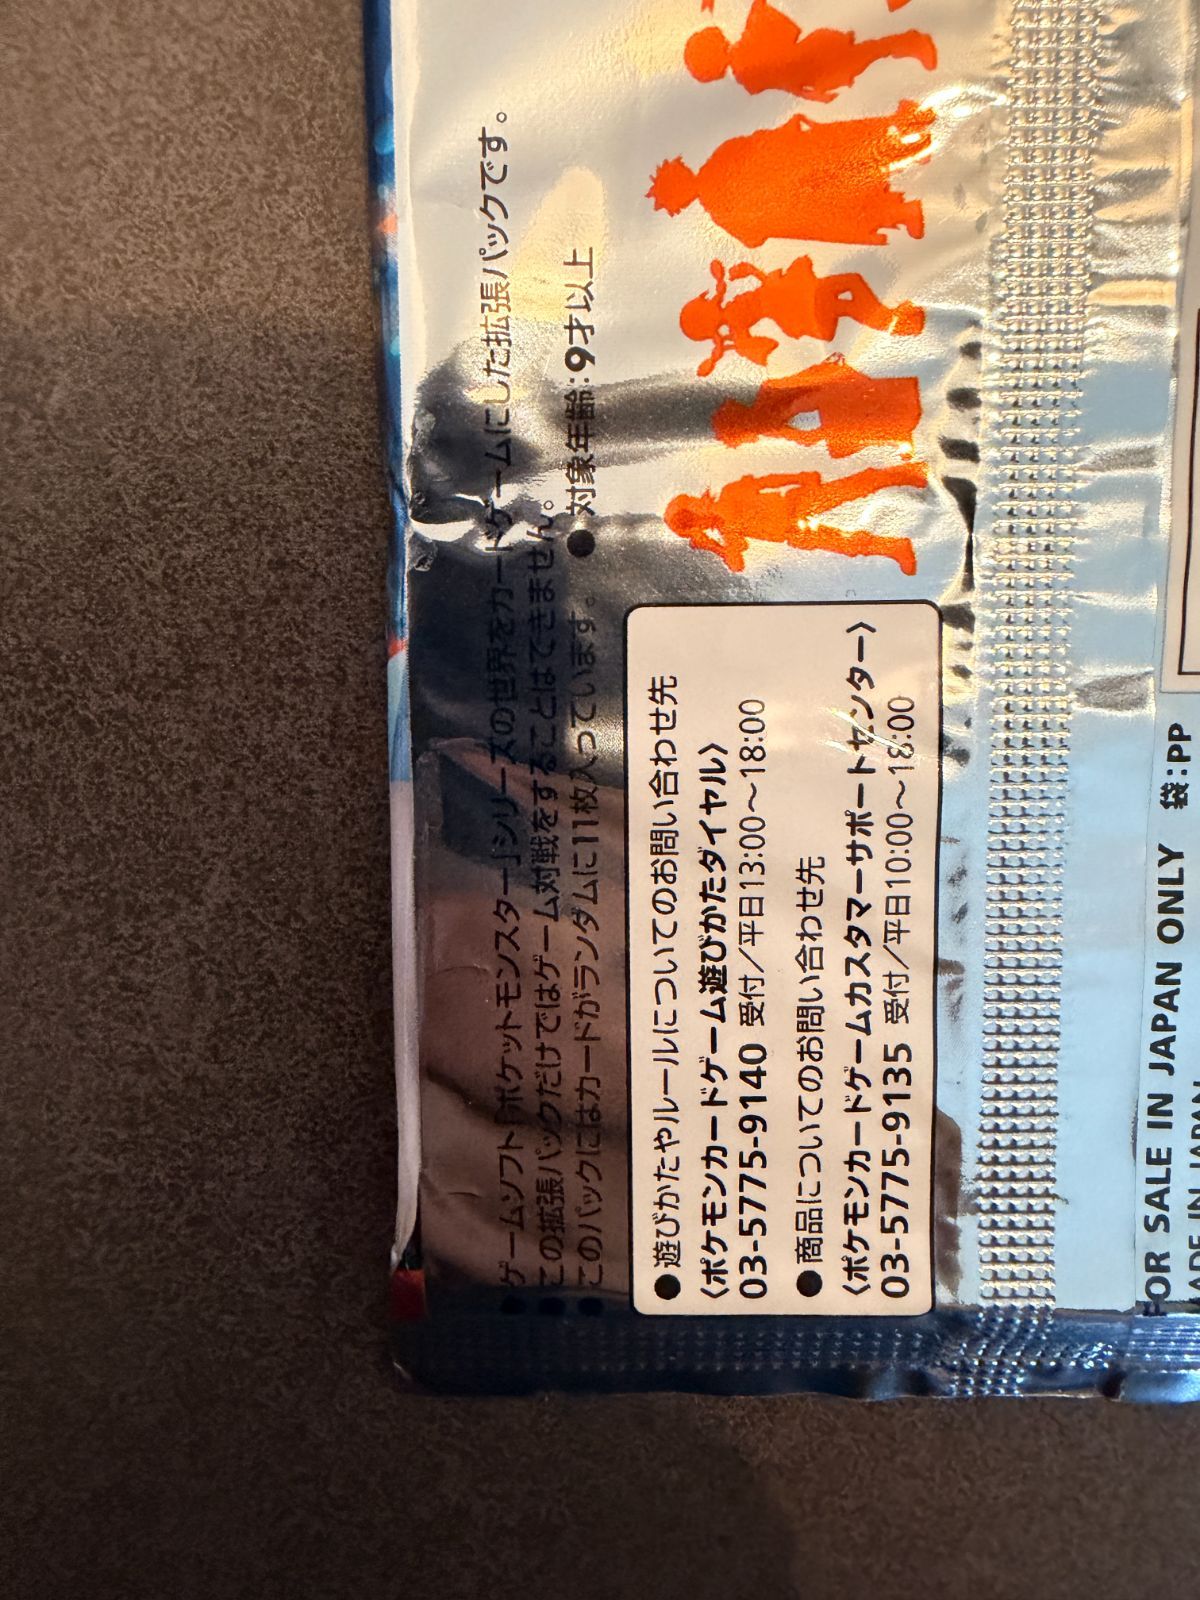 ●ゲームソフト『ポケットモンスター』シリーズの世界をカードゲームにした拡張パックです。
●この拡張パックだけではゲーム対戦をすることはできません。
●このパックにはカードがランダムに11枚入っています。 ●対象年齢：9才以上
●遊びかたやルールについてのお問い合わせ先
〈ポケモンカードゲーム遊びかたダイヤル〉
03-5775-9140 受付／平日13:00～18:00
●商品についてのお問い合わせ先
〈ポケモンカードゲームカスタマーサポートセンター〉
03-5775-9135 受付／平日10:00～18:00
FOR SALE IN JAPAN ONLY 袋：PP
MADE IN JAPAN